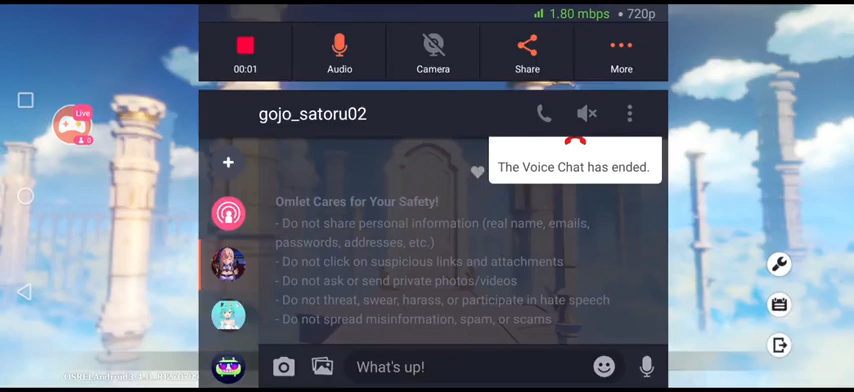 1.80 mbps • 720p
00:01
Audio
Camera
Share
More
Live
0
gojo_satoru02
The Voice Chat has ended.
Omlet Cares for Your Safety!
- Do not share personal information (real name, emails,
passwords, addresses, etc.)
- Do not click on suspicious links and attachments
- Do not ask or send private photos/videos
- Do not threat, swear, harass, or participate in hate speech
- Do not spread misinformation, spam, or scams
What's up!